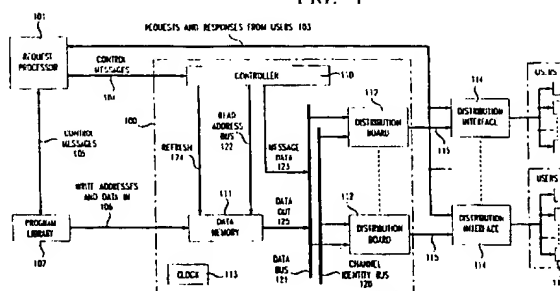 101
REQUESTS AND RESPONSES FROM USERS 103
REQUEST PROCESSOR
CONTROL MESSAGES
104
CONTROLLER
110
USERS
114
DISTRIBUTION INTERFACE
112
DISTRIBUTION BOARD
115
100
READ ADDRESS BUS 122
REFRESH 124
MESSAGE DATA 123
CONTROL MESSAGES 105
USERS
WRITE ADDRESSES AND DATA IN 106
111
DATA MEMORY
DATA OUT 125
112
DISTRIBUTION BOARD
DISTRIBUTION INTERFACE
PROGRAM LIBRARY
107
CLOCK
113
DATA BUS 121
CHANNEL IDENTITY BUS 120
115
114